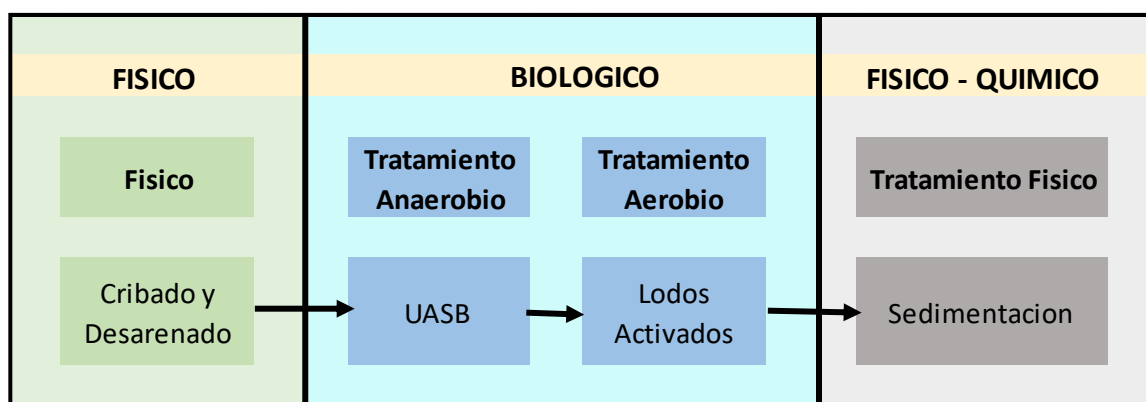 FISICO
BIOLOGICO
FISICO - QUIMICO
Fisico
Tratamiento
Anaerobio
Tratamiento
Aerobio
Tratamiento Fisico
Cribado y
Desarenado
UASB
Lodos
Activados
Sedimentacion